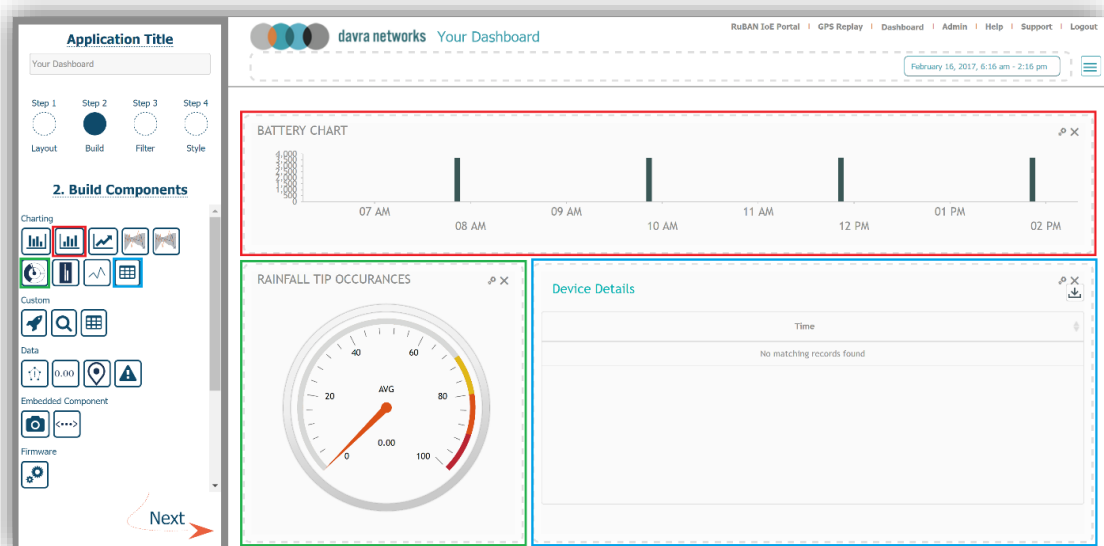 Application Title
Your Dashboard
Step 1 Step 2 Step 3 Step 4
Layout Build Filter Style
2. Build Components
Charting
Custom
Data
0.00
Embedded Component
<···>
Firmware
Next
davra networks Your Dashboard
RuBAN IoE Portal | GPS Replay | Dashboard | Admin | Help | Support | Logout
February 16, 2017, 6:16 am - 2:16 pm
BATTERY CHART
4,000
3,500
3,000
2,500
2,000
1,500
1,000
500
0
07 AM 09 AM 11 AM 01 PM
08 AM 10 AM 12 PM 02 PM
RAINFALL TIP OCCURANCES
40 60
20 AVG 80
0.00
0 100
Device Details
Time
No matching records found